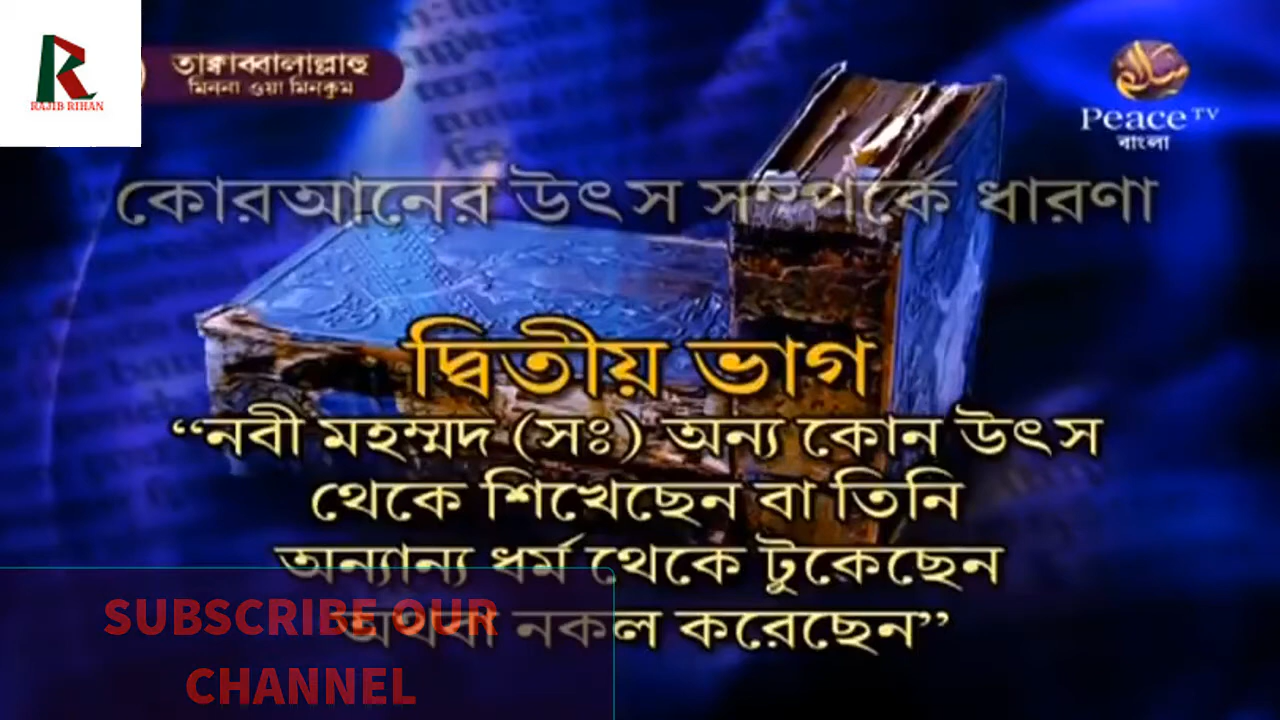 RAJIB RIHAN
তাক্বাব্বালাল্লাহু
মিননা ওয়া মিনকুম
Peace TV
বাংলা
কোরআনের উৎস সম্পর্কে ধারণা
দ্বিতীয় ভাগ
“নবী মহম্মদ (সঃ) অন্য কোন উৎস
থেকে শিখেছেন বা তিনি
অন্যান্য ধর্ম থেকে টুকেছেন
অথবা নকল করেছেন”
SUBSCRIBE OUR
CHANNEL